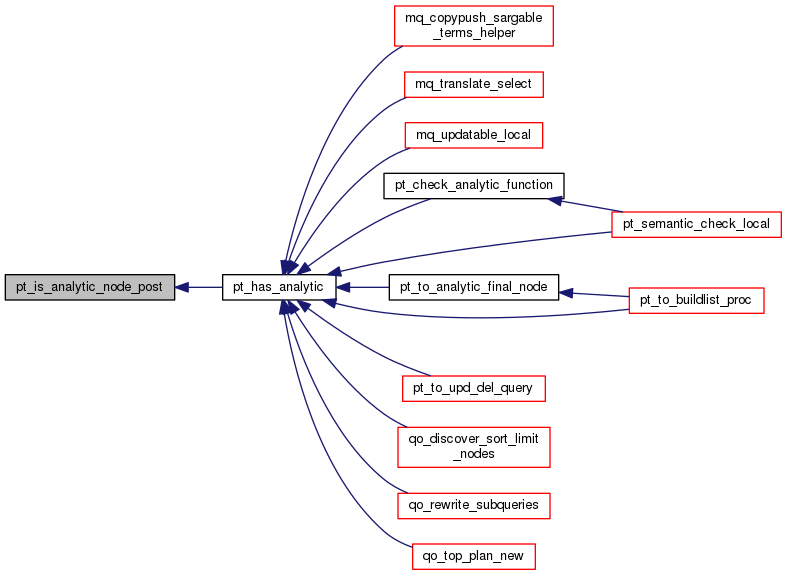 mq_copypush_sargable
_terms_helper
mq_translate_select
mq_updatable_local
pt_check_analytic_function
pt_semantic_check_local
pt_is_analytic_node_post
pt_has_analytic
pt_to_analytic_final_node
pt_to_buildlist_proc
pt_to_upd_del_query
qo_discover_sort_limit
_nodes
qo_rewrite_subqueries
qo_top_plan_new